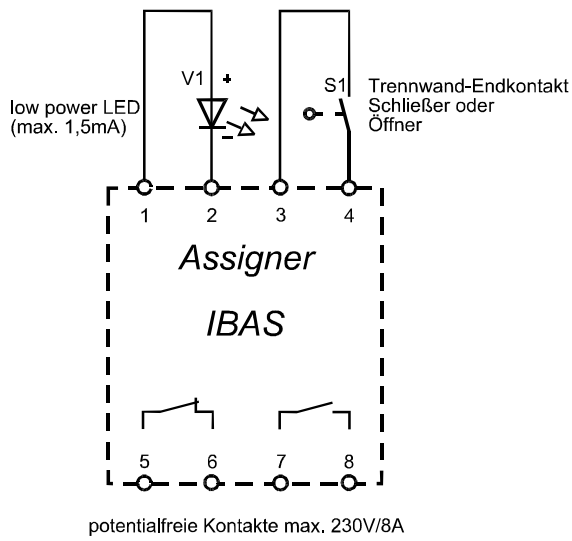 V1
+
low power LED
(max. 1,5mA)
-
S1
Trennwand-Endkontakt
Schließer oder
Öffner
1 2 3 4
Assigner
IBAS
5 6 7 8
potentialfreie Kontakte max. 230V/8A